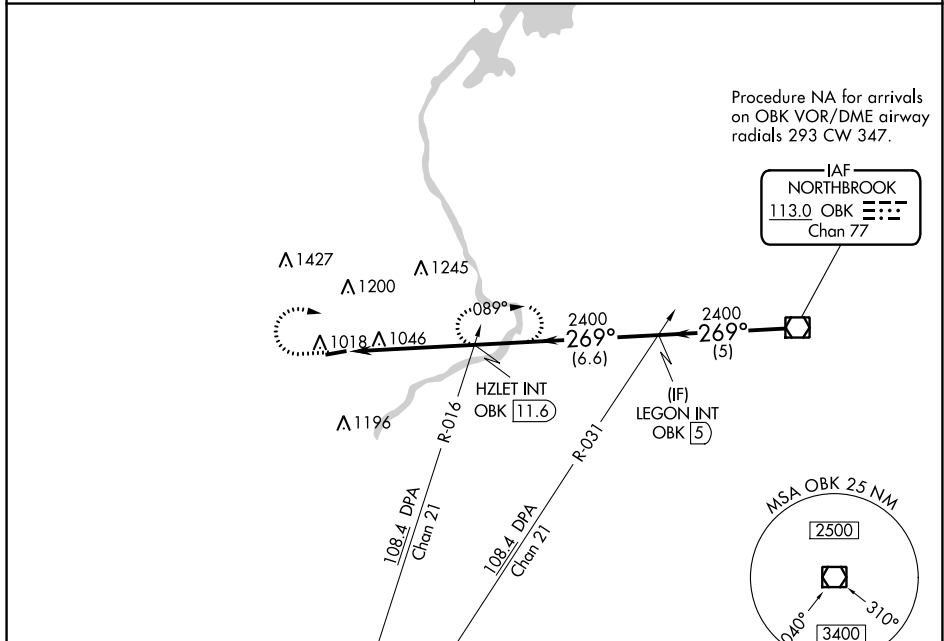 Procedure NA for arrivals
on OBK VOR/DME airway
radials 293 CW 347.
IAF
NORTHBROOK
113.0 OBK
Chan 77
1427
1200
1245
1018
1046
1196
089°
2400
269°
(6.6)
2400
269°
(5)
HZLET INT
OBK 11.6
(IF)
LEGON INT
OBK 5
R-016
R-031
108.4 DPA
Chan 21
108.4 DPA
Chan 21
MSA OBK 25 NM
2500
040°
310°
3400